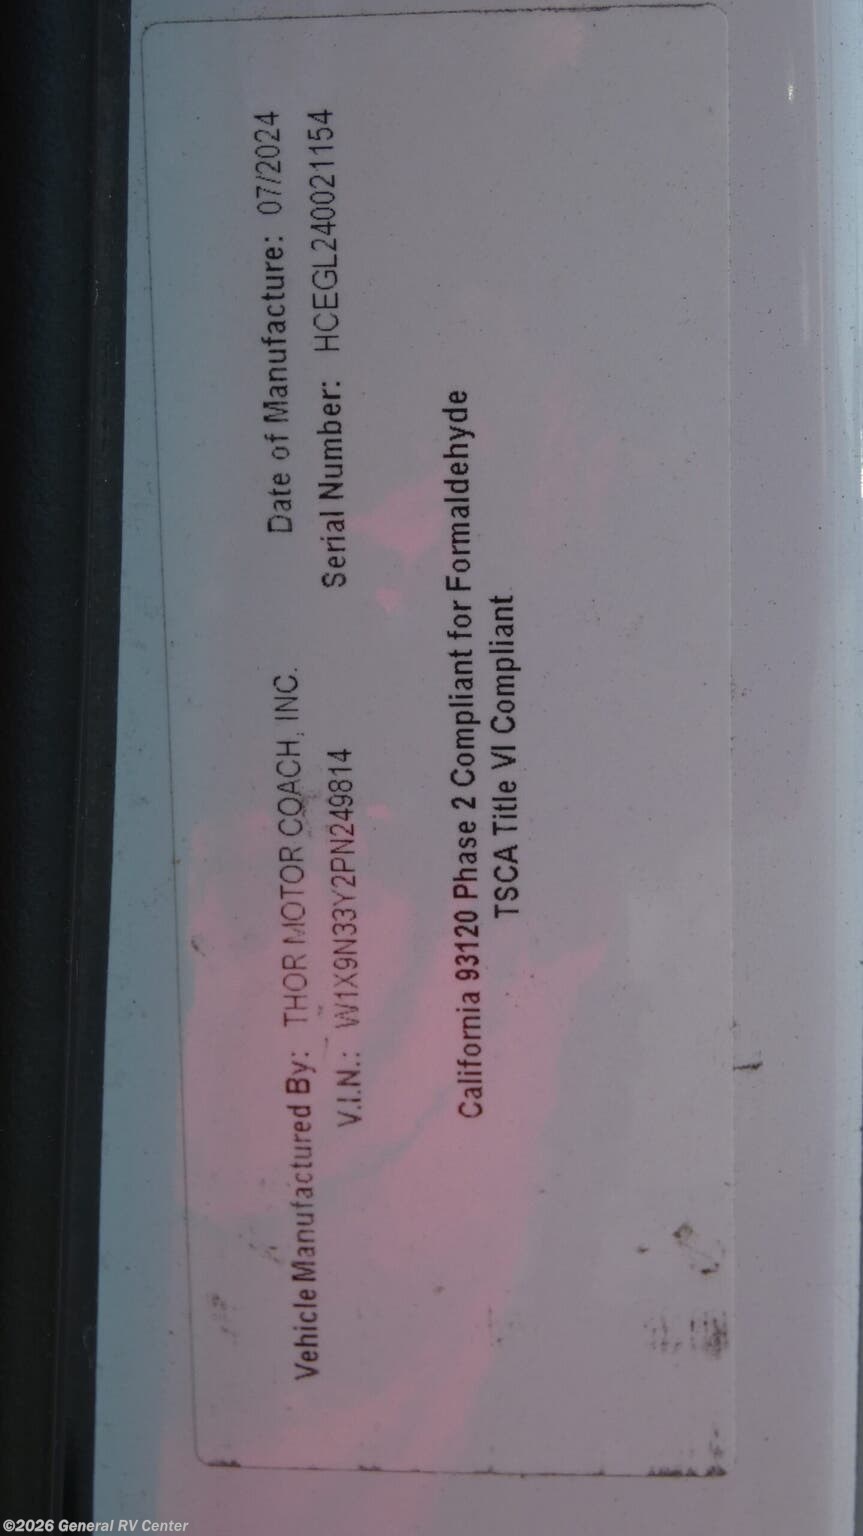 Vehicle Manufactured By: THOR MOTOR COACH, INC. Date of Manufacture: 07/2024
V.I.N.: W1X9N33Y2PN249814 Serial Number: HCEGL240021154
California 93120 Phase 2 Compliant for Formaldehyde
TSCA Title VI Compliant
©2026 General RV Center